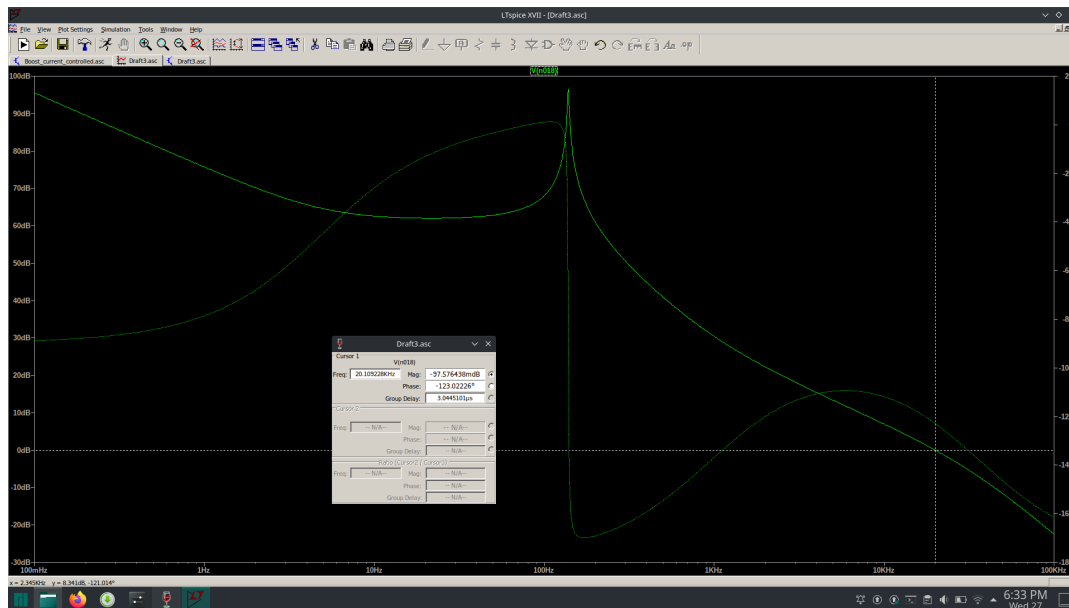 LTspice XVII - [Draft3.asc]
File View Plot Settings Simulation Tools Window Help
Boost_current_controlled.asc Draft3.asc Draft3.asc
V(n018)
100dB
90dB
80dB
70dB
60dB
50dB
40dB
30dB
20dB
10dB
0dB
-10dB
-20dB
-30dB
100mHz 1Hz 10Hz 100Hz 1KHz 10KHz 100KHz
Draft3.asc
Cursor 1
V(n018)
Freq: 20.109228KHz Mag: -97.576438mdB
Phase: -123.02226°
Group Delay: 3.0445101µs
Cursor 2
Freq: -- N/A-- Mag: -- N/A--
Phase: -- N/A--
Group Delay: -- N/A--
Ratio (Cursor2 / Cursor1)
Freq: -- N/A-- Mag: -- N/A--
Phase: -- N/A--
Group Delay: -- N/A--
x = 2.345KHz y = 8.341dB, -121.014°
6:33 PM
Wed 27